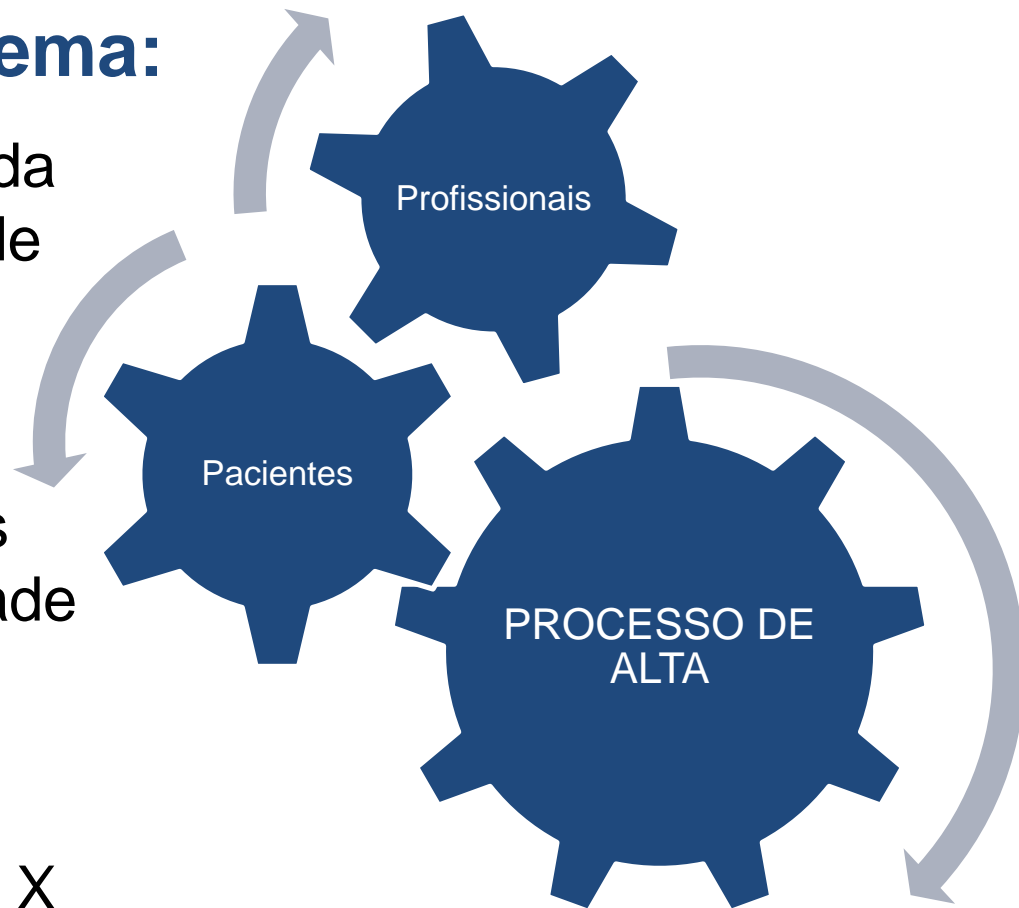 ema:
da
le
s
ade
X
Profissionais
Pacientes
PROCESSO DE
ALTA